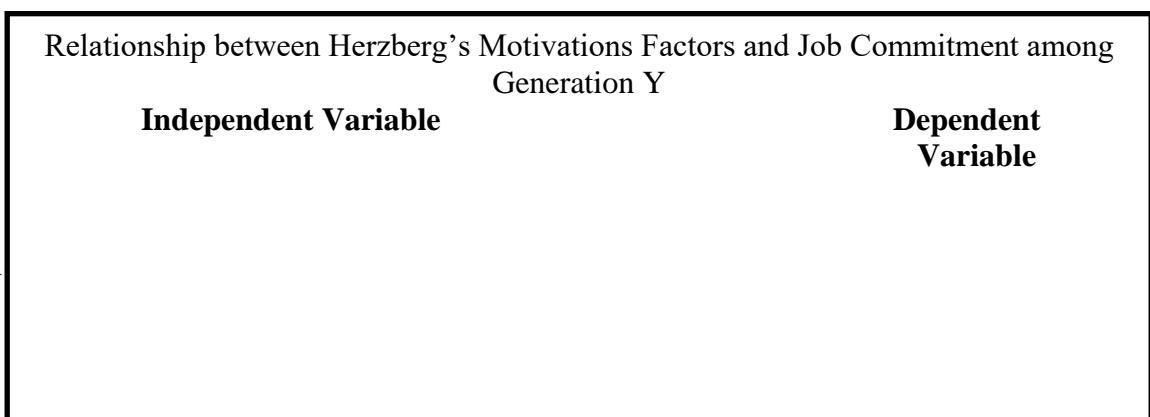 Relationship between Herzberg’s Motivations Factors and Job Commitment among
Generation Y
Independent Variable Dependent
Variable